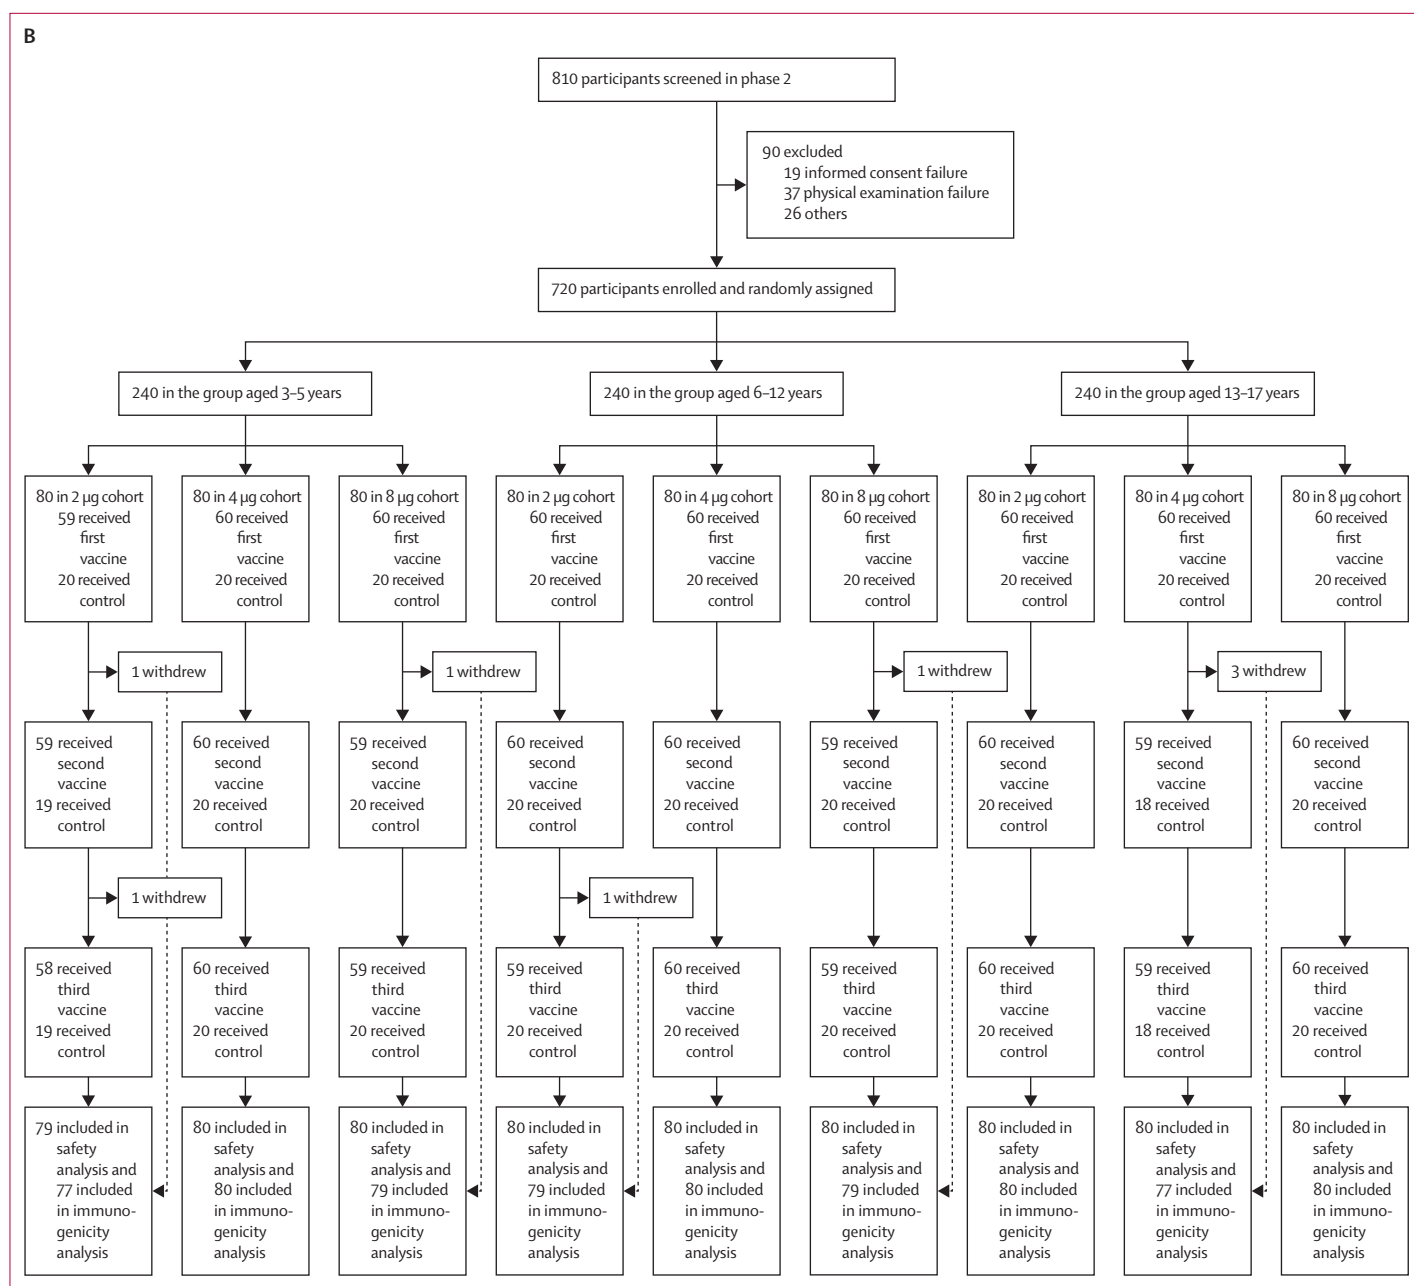 B
810 participants screened in phase 2
90 excluded
19 informed consent failure
37 physical examination failure
26 others
720 participants enrolled and randomly assigned
240 in the group aged 3–5 years
240 in the group aged 6–12 years
240 in the group aged 13–17 years
80 in 2 µg cohort
59 received
first
vaccine
20 received
control
80 in 4 µg cohort
60 received
first
vaccine
20 received
control
80 in 8 µg cohort
60 received
first
vaccine
20 received
control
80 in 2 µg cohort
60 received
first
vaccine
20 received
control
80 in 4 µg cohort
60 received
first
vaccine
20 received
control
80 in 8 µg cohort
60 received
first
vaccine
20 received
control
80 in 2 µg cohort
60 received
first
vaccine
20 received
control
80 in 4 µg cohort
60 received
first
vaccine
20 received
control
80 in 8 µg cohort
60 received
first
vaccine
20 received
control
1 withdrew
1 withdrew
1 withdrew
3 withdrew
59 received
second
vaccine
19 received
control
60 received
second
vaccine
20 received
control
59 received
second
vaccine
20 received
control
60 received
second
vaccine
20 received
control
60 received
second
vaccine
20 received
control
59 received
second
vaccine
20 received
control
60 received
second
vaccine
20 received
control
59 received
second
vaccine
18 received
control
60 received
second
vaccine
20 received
control
1 withdrew
1 withdrew
58 received
third
vaccine
19 received
control
60 received
third
vaccine
20 received
control
59 received
third
vaccine
20 received
control
59 received
third
vaccine
20 received
control
60 received
third
vaccine
20 received
control
59 received
third
vaccine
20 received
control
60 received
third
vaccine
20 received
control
59 received
third
vaccine
18 received
control
60 received
third
vaccine
20 received
control
79 included in
safety
analysis and
77 included
in immuno-
genicity
analysis
80 included in
safety
analysis and
80 included
in immuno-
genicity
analysis
80 included in
safety
analysis and
79 included
in immuno-
genicity
analysis
80 included in
safety
analysis and
79 included
in immuno-
genicity
analysis
80 included in
safety
analysis and
80 included
in immuno-
genicity
analysis
80 included in
safety
analysis and
79 included
in immuno-
genicity
analysis
80 included in
safety
analysis and
80 included
in immuno-
genicity
analysis
80 included in
safety
analysis and
77 included
in immuno-
genicity
analysis
80 included in
safety
analysis and
80 included
in immuno-
genicity
analysis